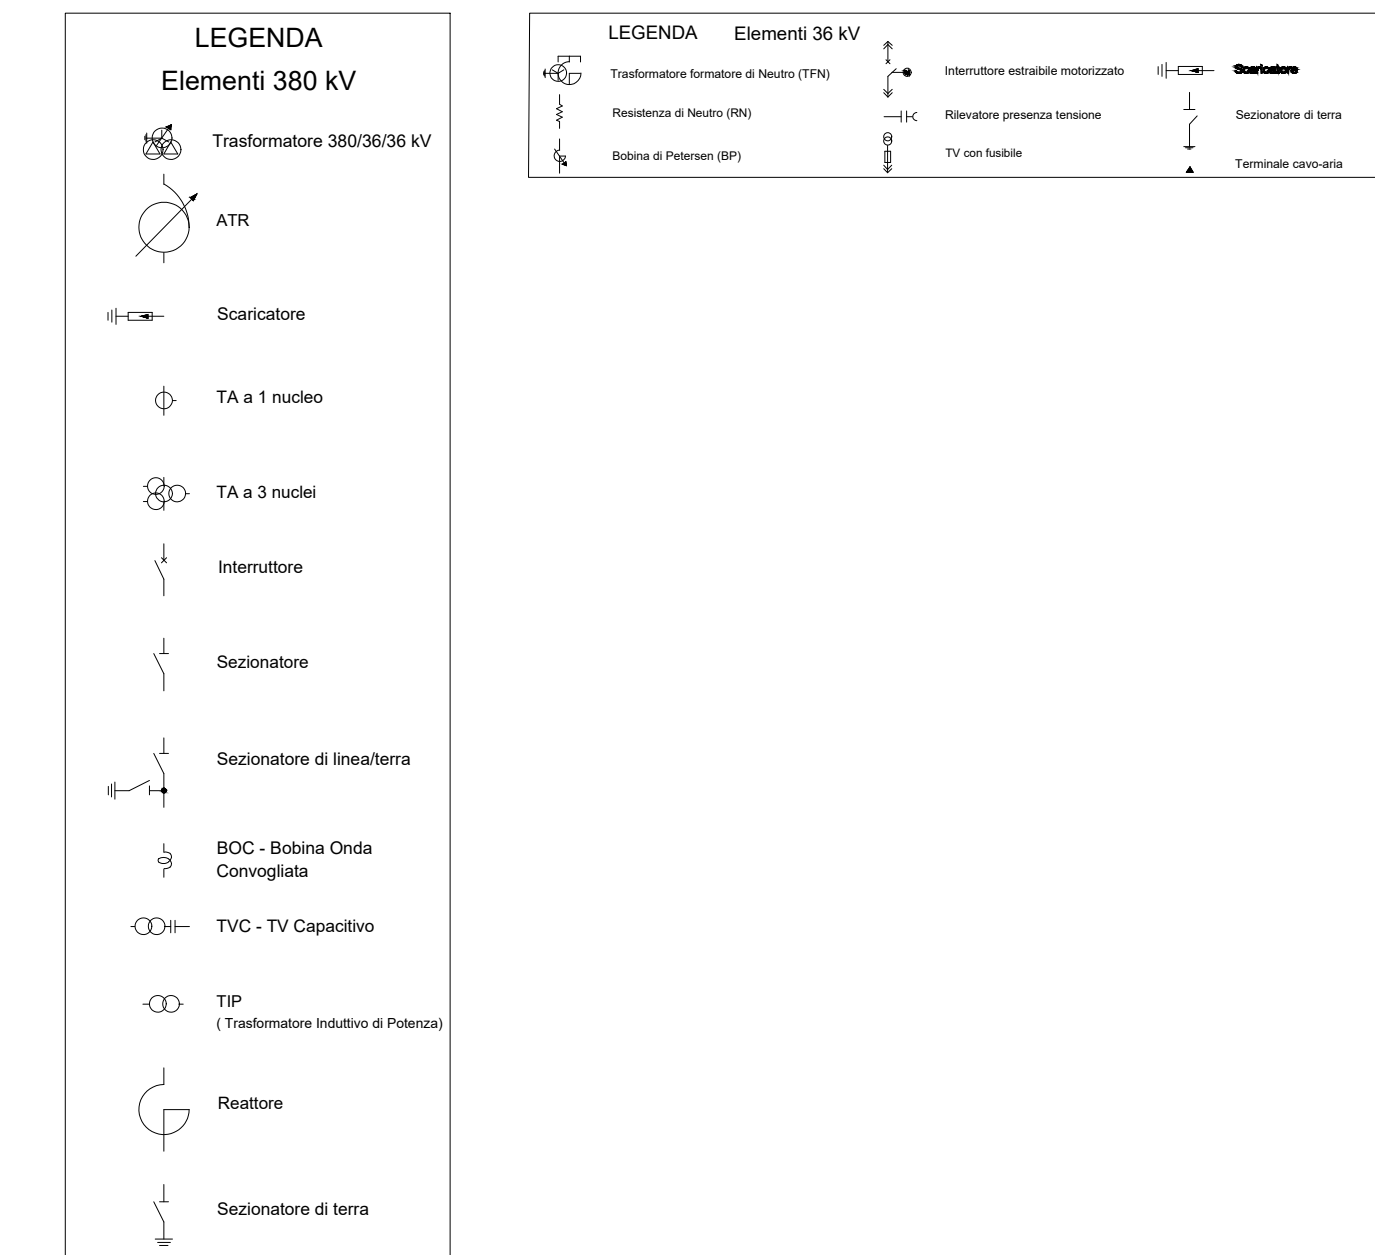 LEGENDA
Elementi 380 kV
Trasformatore 380/36/36 kV
ATR
Scaricatore
TA a 1 nucleo
TA a 3 nuclei
Interruttore
Sezionatore
Sezionatore di linea/terra
BOC - Bobina Onda
Convogliata
TVC - TV Capacitivo
TIP
( Trasformatore Induttivo di Potenza)
Reattore
Sezionatore di terra
LEGENDA Elementi 36 kV
Trasformatore formatore di Neutro (TFN)
Resistenza di Neutro (RN)
Bobina di Petersen (BP)
Interruttore estraibile motorizzato
Rilevatore presenza tensione
TV con fusibile
Scaricatore
Sezionatore di terra
Terminale cavo-aria